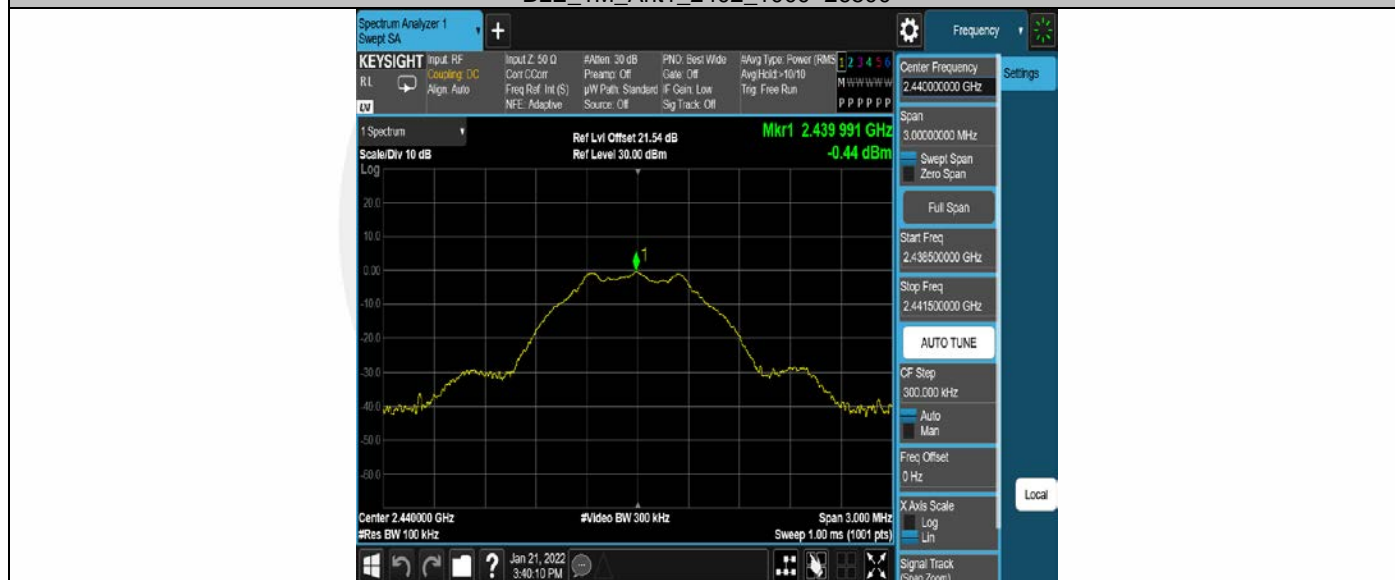 Spectrum Analyzer 1
Swept SA
+
Frequency
KEYSIGHT
RL
Input: RF
Coupling: DC
Align: Auto
Input Z: 50 Ω
Corr CCorr
Freq Ref: Int (S)
NFE: Adaptive
#Atten: 30 dB
Preamp: Off
µW Path: Standard
Source: Off
PNO: Best Wide
Gate: Off
IF Gain: Low
Sig Track: Off
#Avg Type: Power (RMS
Avg|Hold:>10/10
Trig: Free Run
1 2 3 4 5 6
M W W W W W
P P P P P P
1 Spectrum
Scale/Div 10 dB
Log
Ref Lvl Offset 21.54 dB
Ref Level 30.00 dBm
Mkr1 2.439 991 GHz
-0.44 dBm
20.0
10.0
0.00
-10.0
-20.0
-30.0
-40.0
-50.0
-60.0
1
Center 2.440000 GHz
#Res BW 100 kHz
#Video BW 300 kHz
Span 3.000 MHz
Sweep 1.00 ms (1001 pts)
Center Frequency
2.440000000 GHz
Settings
Span
3.00000000 MHz
Swept Span
Zero Span
Full Span
Start Freq
2.438500000 GHz
Stop Freq
2.441500000 GHz
AUTO TUNE
CF Step
300.000 kHz
Auto
Man
Freq Offset
0 Hz
X Axis Scale
Log
Lin
Local
Signal Track
(Span Zoom)
?
Jan 21, 2022
3:40:10 PM